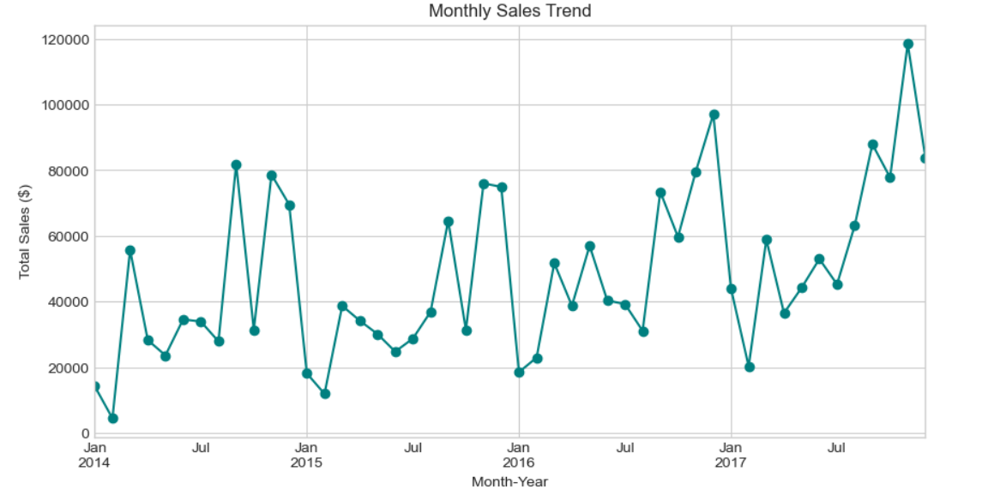 Monthly Sales Trend
120000
100000
80000
60000
40000
20000
0
Total Sales ($)
Jan Jul Jan Jul Jan Jul Jan Jul
2014 2015 2016 2017
Month-Year